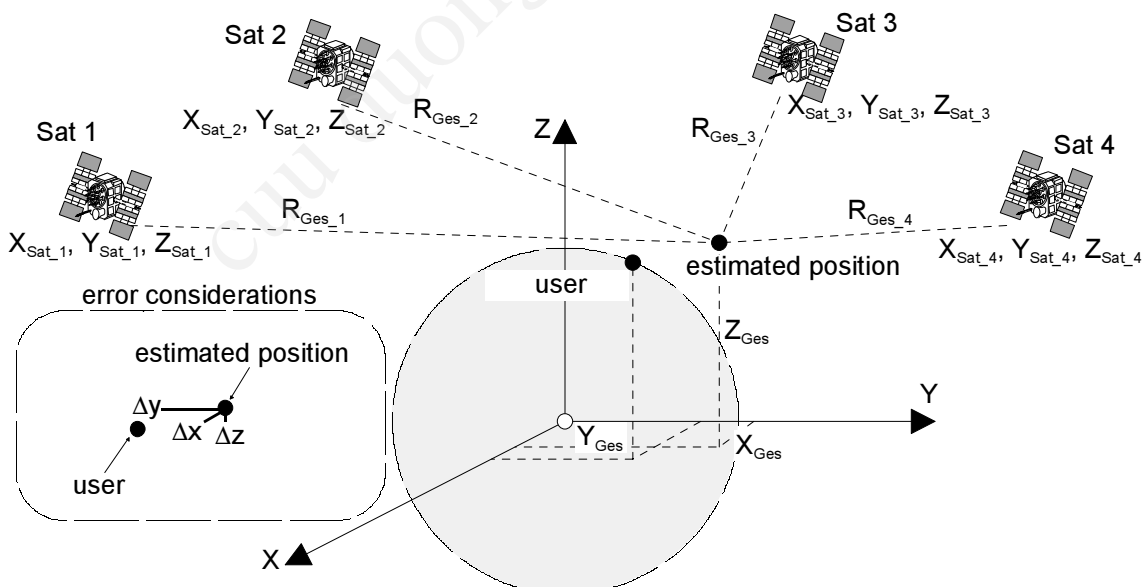 Sat 2
Sat 3
X_Sat_2, Y_Sat_2, Z_Sat_2
R_Ges_2
X_Sat_3, Y_Sat_3, Z_Sat_3
Z
R_Ges_3
Sat 1
Sat 4
R_Ges_1
R_Ges_4
X_Sat_1, Y_Sat_1, Z_Sat_1
X_Sat_4, Y_Sat_4, Z_Sat_4
estimated position
user
error considerations
Z_Ges
estimated position
Δy
Δx
Δz
user
Y
Y_Ges
X_Ges
X
cuu duong